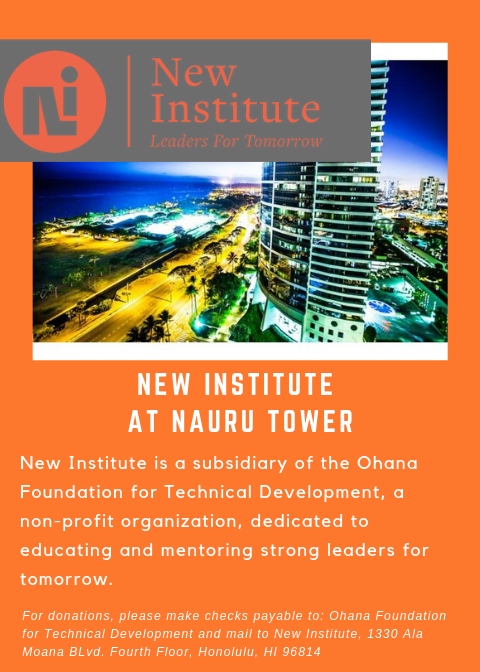 New
Institute
Leaders For Tomorrow
NEW INSTITUTE
AT NAURU TOWER
New Institute is a subsidiary of the Ohana
Foundation for Technical Development, a
non-profit organization, dedicated to
educating and mentoring strong leaders for
tomorrow.
For donations, please make checks payable to: Ohana Foundation
for Technical Development and mail to New Institute, 1330 Ala
Moana BLvd. Fourth Floor, Honolulu, HI 96814